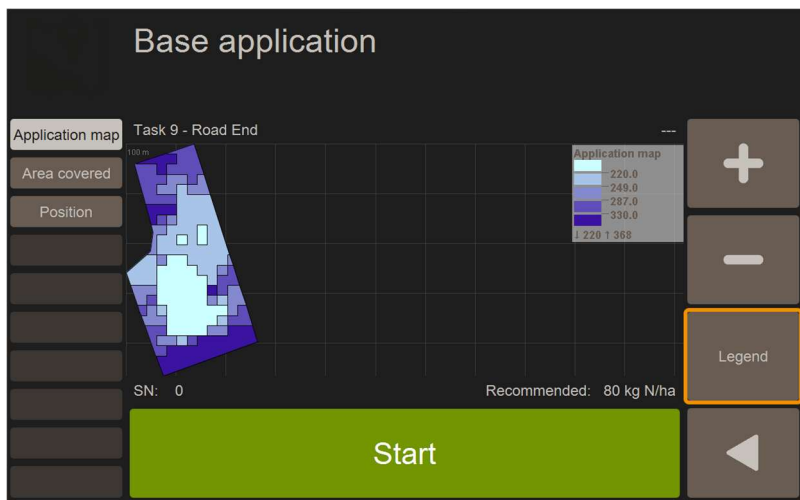 Base application
Application map
Area covered
Position
Task 9 - Road End
---
100 m
Application map
220.0
249.0
287.0
330.0
↓ 220 ↑ 368
Legend
SN: 0
Recommended: 80 kg N/ha
Start